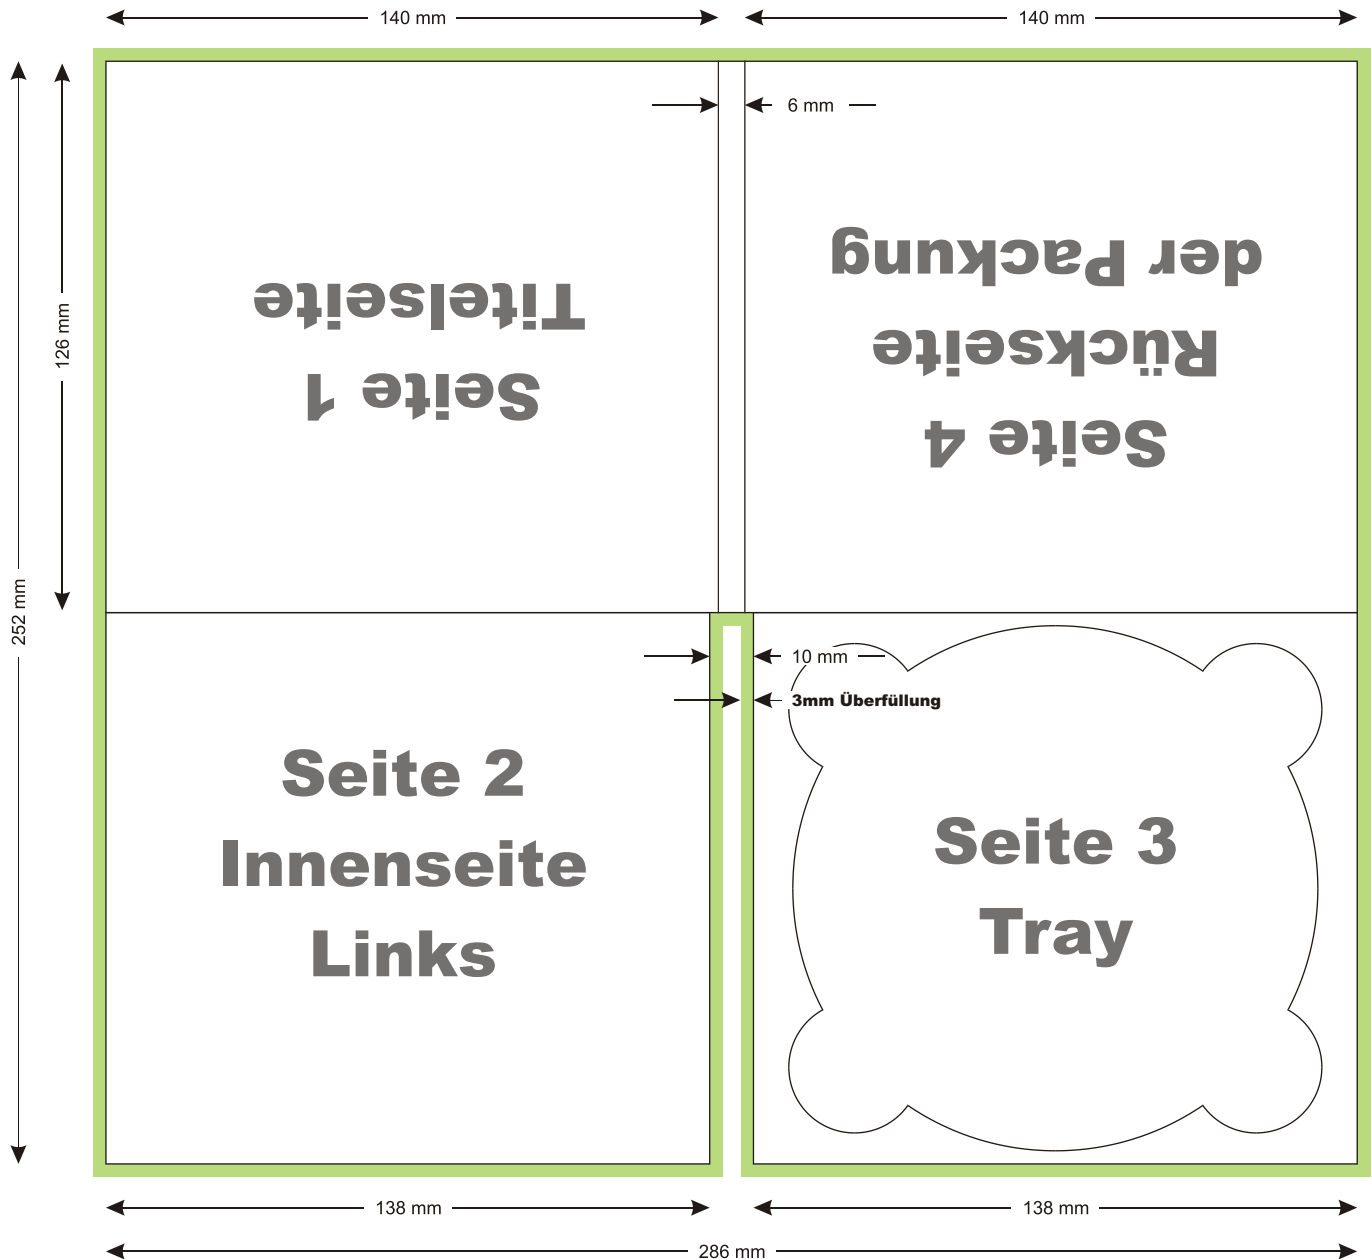 140 mm
140 mm
6 mm
Seite 1
Titelseite
Seite 4
Rückseite
der Packung
126 mm
252 mm
10 mm
3mm Überfüllung
Seite 2
Innenseite
Links
Seite 3
Tray
138 mm
138 mm
286 mm